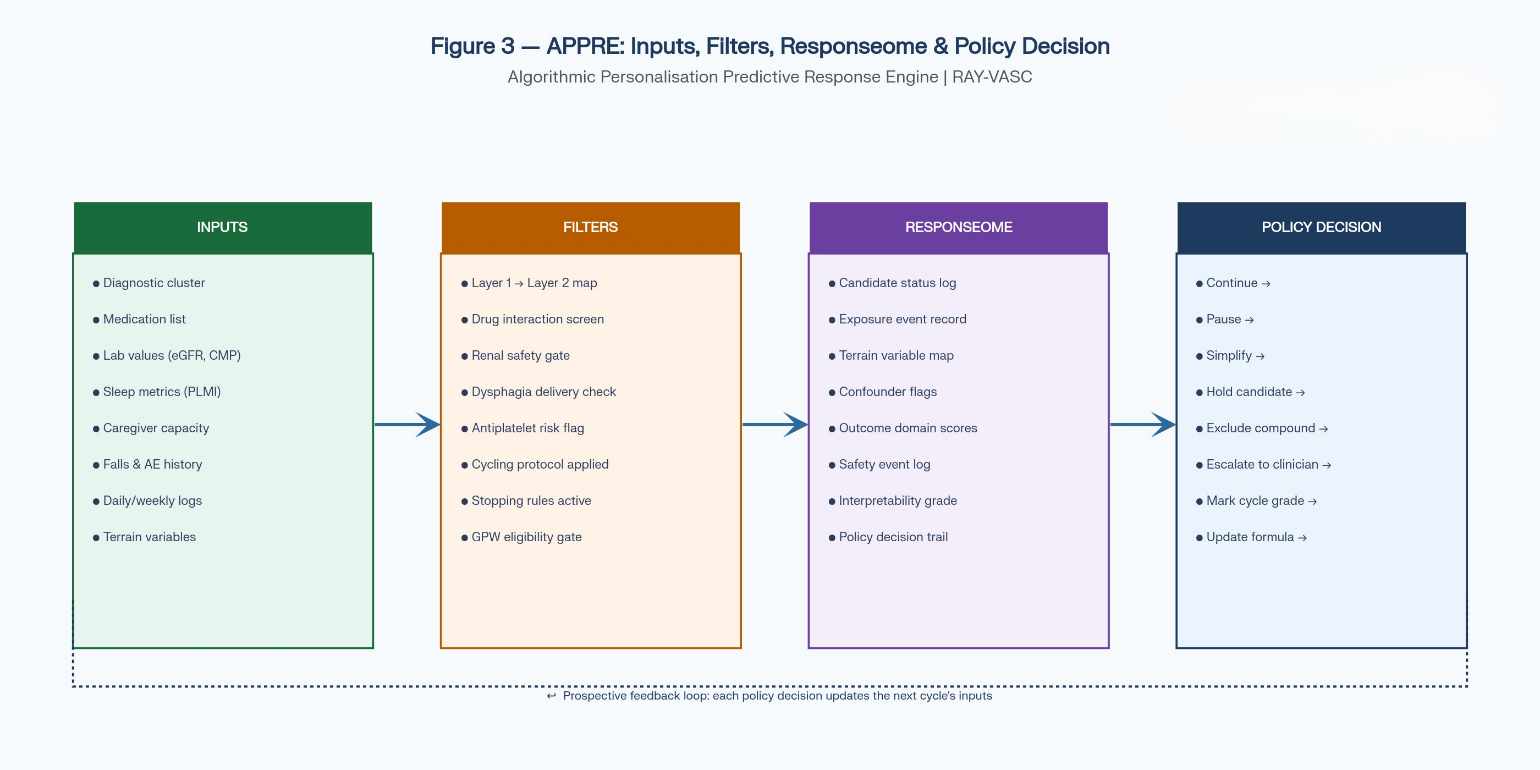 Figure 3 — APPRE: Inputs, Filters, Responseome & Policy Decision
Algorithmic Personalisation Predictive Response Engine | RAY-VASC
INPUTS
● Diagnostic cluster
● Medication list
● Lab values (eGFR, CMP)
● Sleep metrics (PLMI)
● Caregiver capacity
● Falls & AE history
● Daily/weekly logs
● Terrain variables
FILTERS
● Layer 1 → Layer 2 map
● Drug interaction screen
● Renal safety gate
● Dysphagia delivery check
● Antiplatelet risk flag
● Cycling protocol applied
● Stopping rules active
● GPW eligibility gate
RESPONSEOME
● Candidate status log
● Exposure event record
● Terrain variable map
● Confounder flags
● Outcome domain scores
● Safety event log
● Interpretability grade
● Policy decision trail
POLICY DECISION
● Continue →
● Pause →
● Simplify →
● Hold candidate →
● Exclude compound →
● Escalate to clinician →
● Mark cycle grade →
● Update formula →
↩ Prospective feedback loop: each policy decision updates the next cycle's inputs